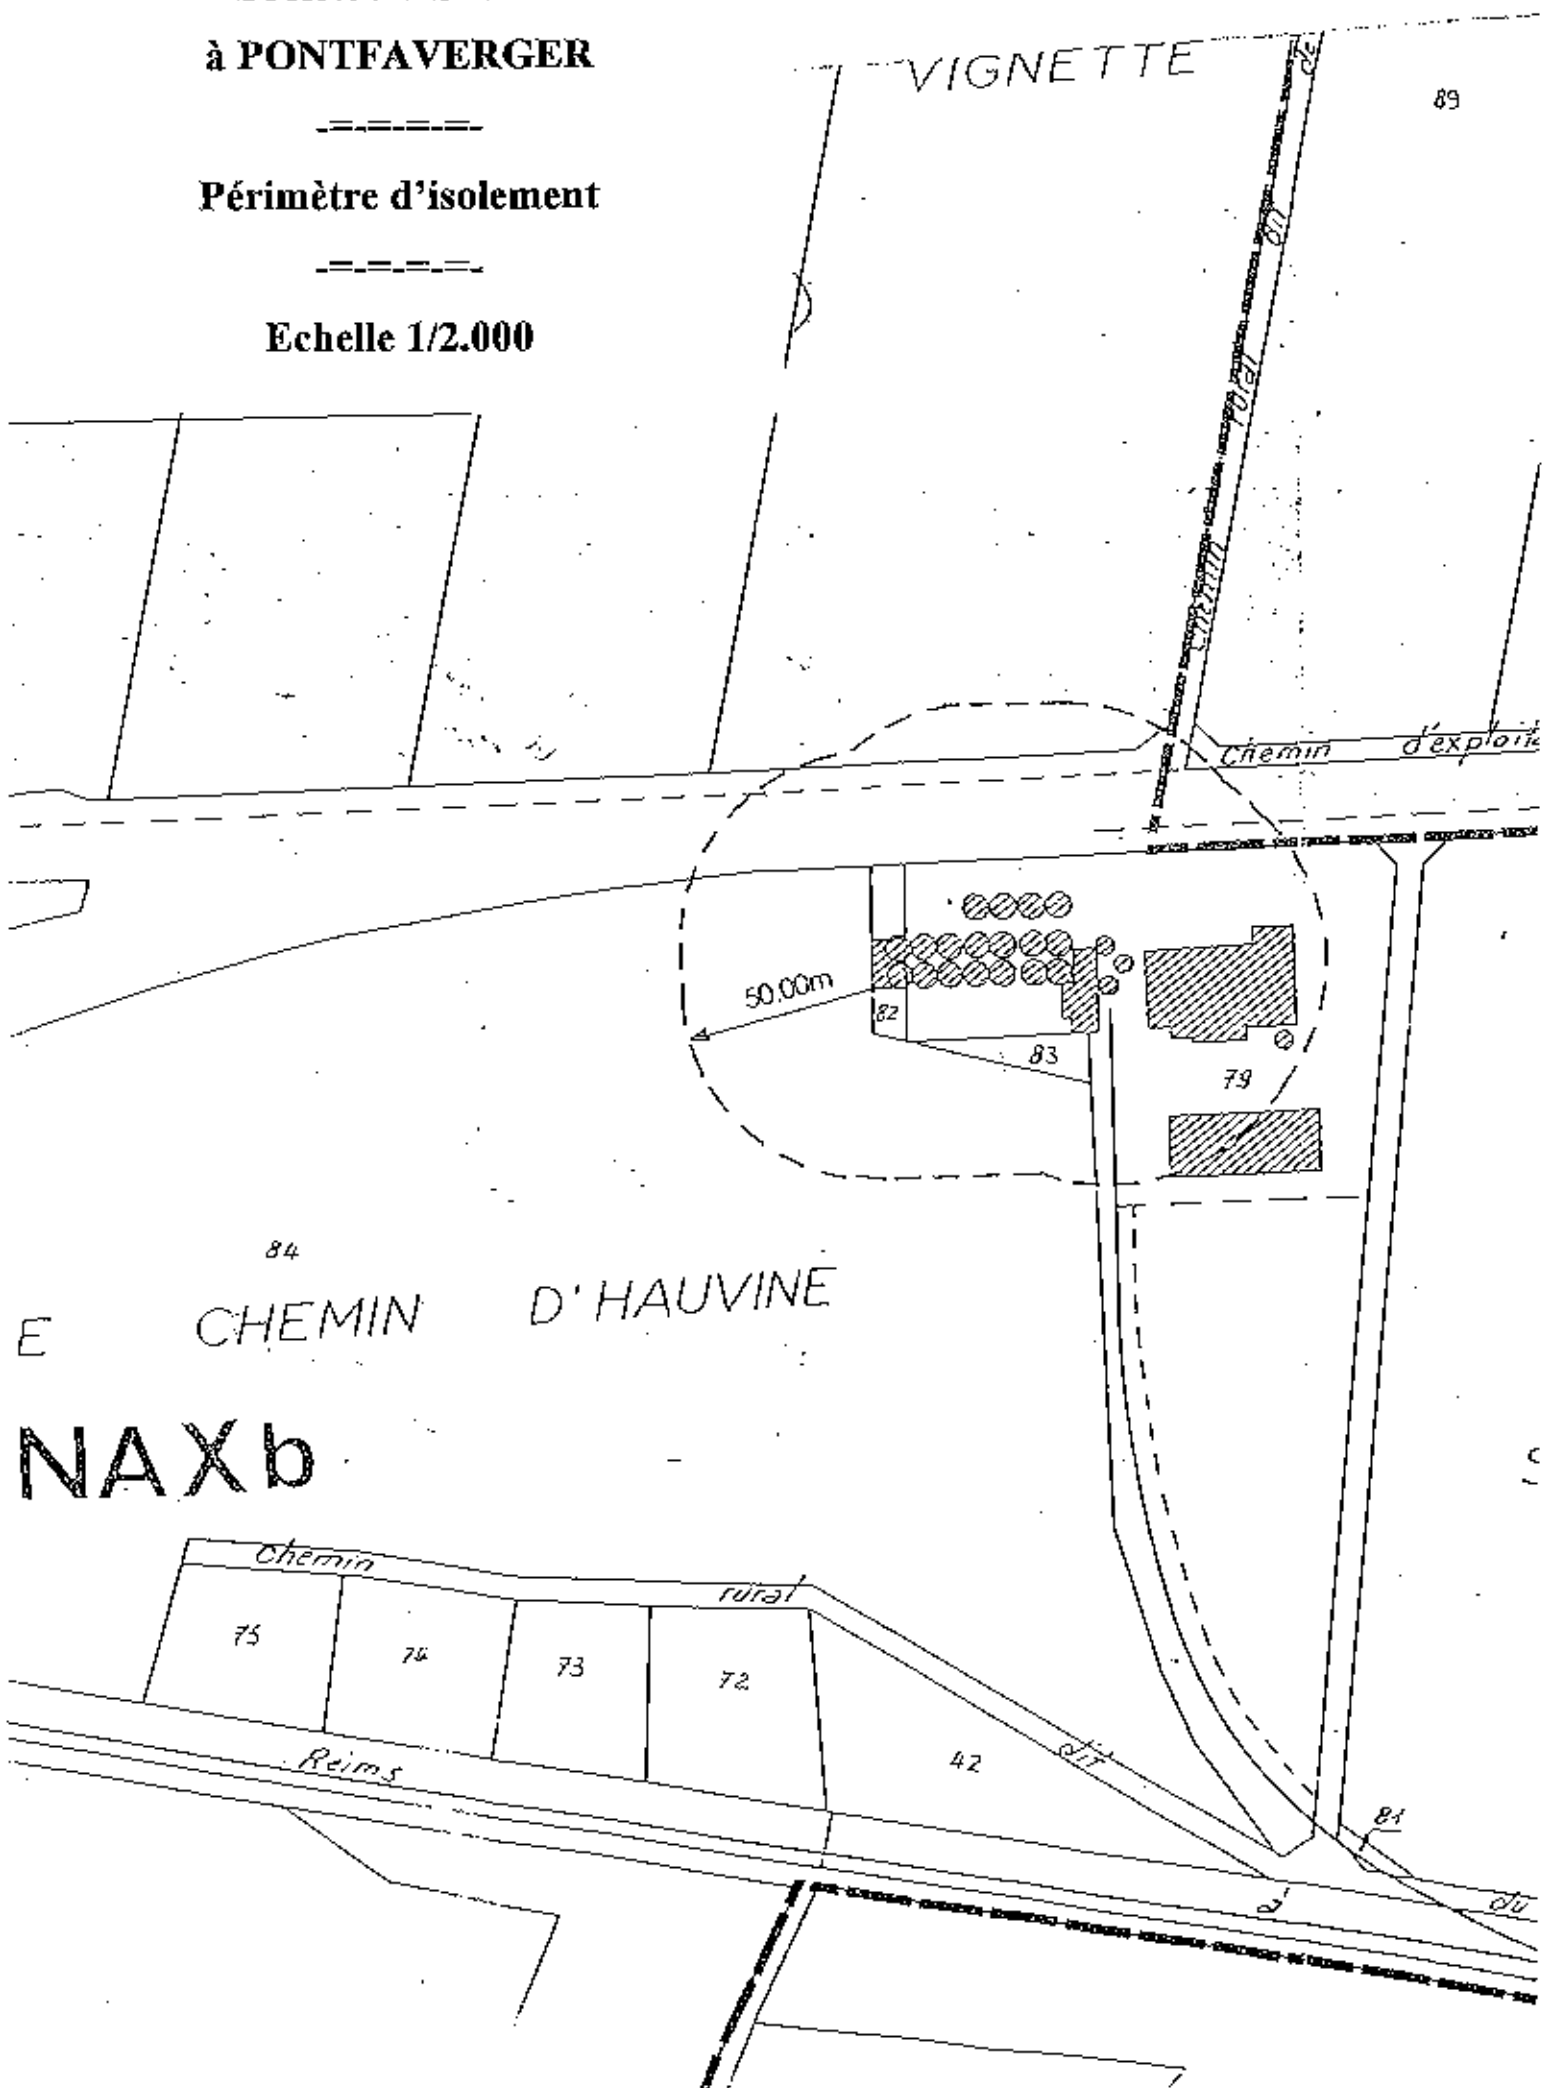 à PONTFAVERGER
-=-=-=-=-
Périmètre d'isolement
-=-=-=-=-
Echelle 1/2.000
VIGNETTE
89
Chemin rural dit de
Chemin d'exploita
50.00m
82
83
79
84
E CHEMIN D'HAUVINE
NAXb
Chemin rural dit
75
74
73
72
42
Reims à du
81